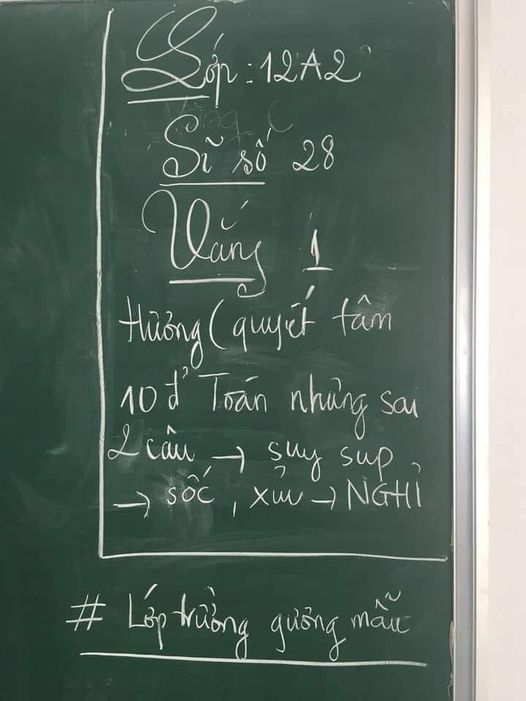 Lớp : 12A2
Sĩ số 28
Vắng 1
Hường (quyết tâm
10đ Toán nhưng sai
2 câu → suy sụp
→ sốc, xỉu → NGHỈ
# Lớp trưởng gương mẫu